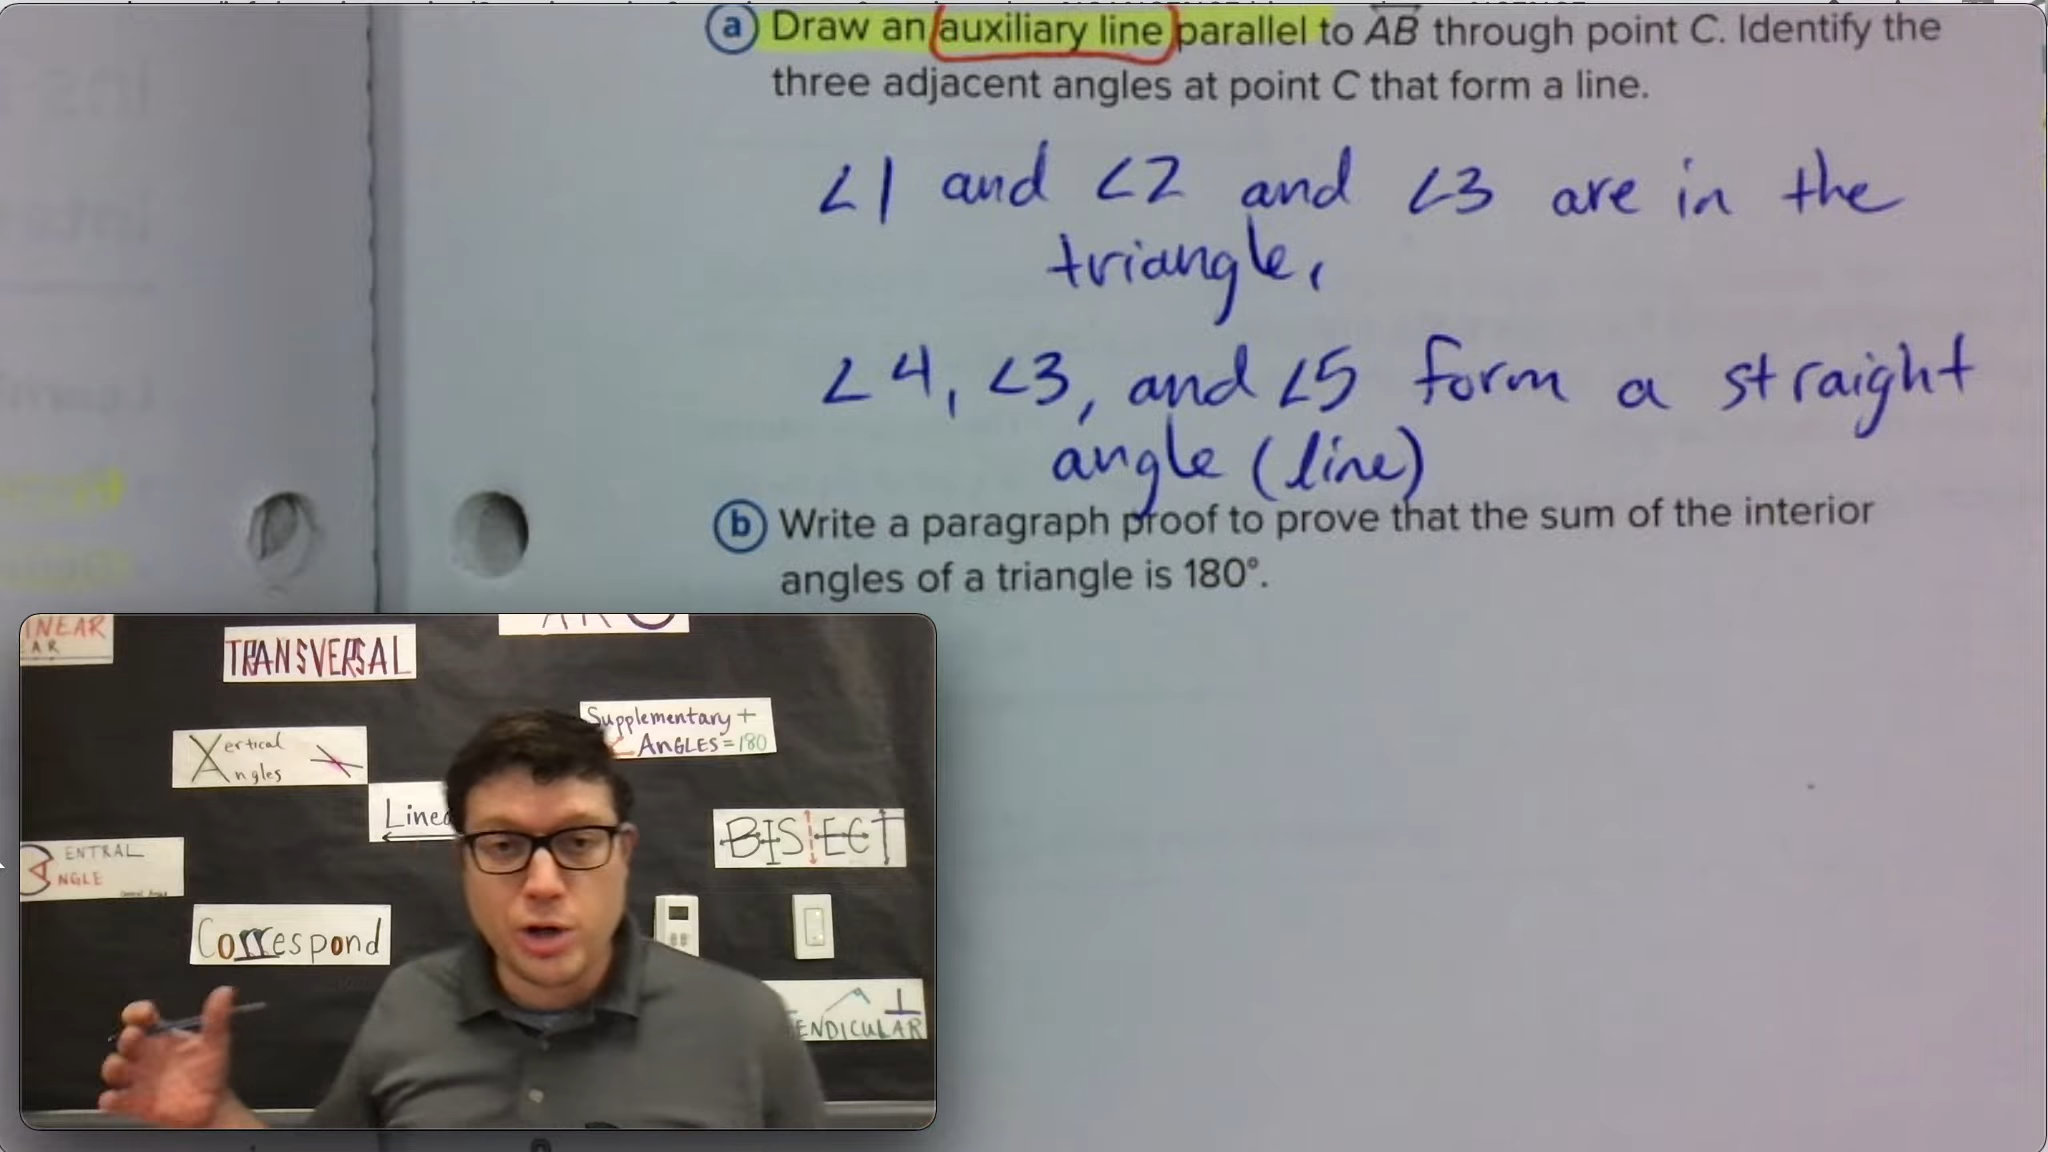 a Draw an auxiliary line parallel to AB through point C. Identify the
three adjacent angles at point C that form a line.
∠1 and ∠2 and ∠3 are in the
triangle,
∠4, ∠3, and ∠5 form a straight
angle (line)
b Write a paragraph proof to prove that the sum of the interior
angles of a triangle is 180°.
TRANSVERSAL
Supplementary +
ANGLES = 180
Vertical
Angles
BISECT
ENTRAL
NGLE
Correspond
ENDICULAR